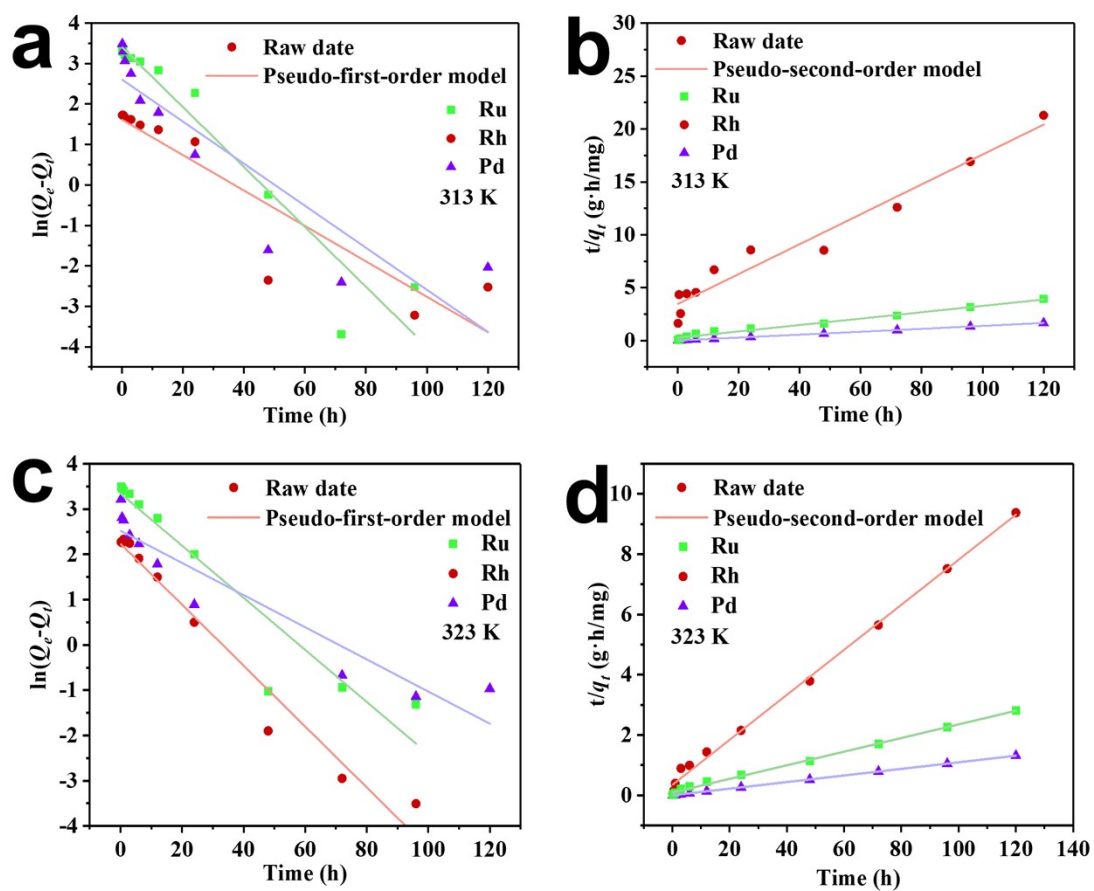 a
4
3
2
1
0
-1
-2
-3
-4
ln(Qe-Qt)
0
20
40
60
80
100
120
Time (h)
Raw date
Pseudo-first-order model
Ru
Rh
Pd
313 K
b
30
25
20
15
10
5
0
t/qt (g·h/mg)
0
20
40
60
80
100
120
Time (h)
Raw date
Pseudo-second-order model
Ru
Rh
Pd
313 K
c
4
3
2
1
0
-1
-2
-3
-4
ln(Qe-Qt)
0
20
40
60
80
100
120
Time (h)
Raw date
Pseudo-first-order model
Ru
Rh
Pd
323 K
d
10
8
6
4
2
0
t/qt (g·h/mg)
0
20
40
60
80
100
120
140
Time (h)
Raw date
Pseudo-second-order model
Ru
Rh
Pd
323 K